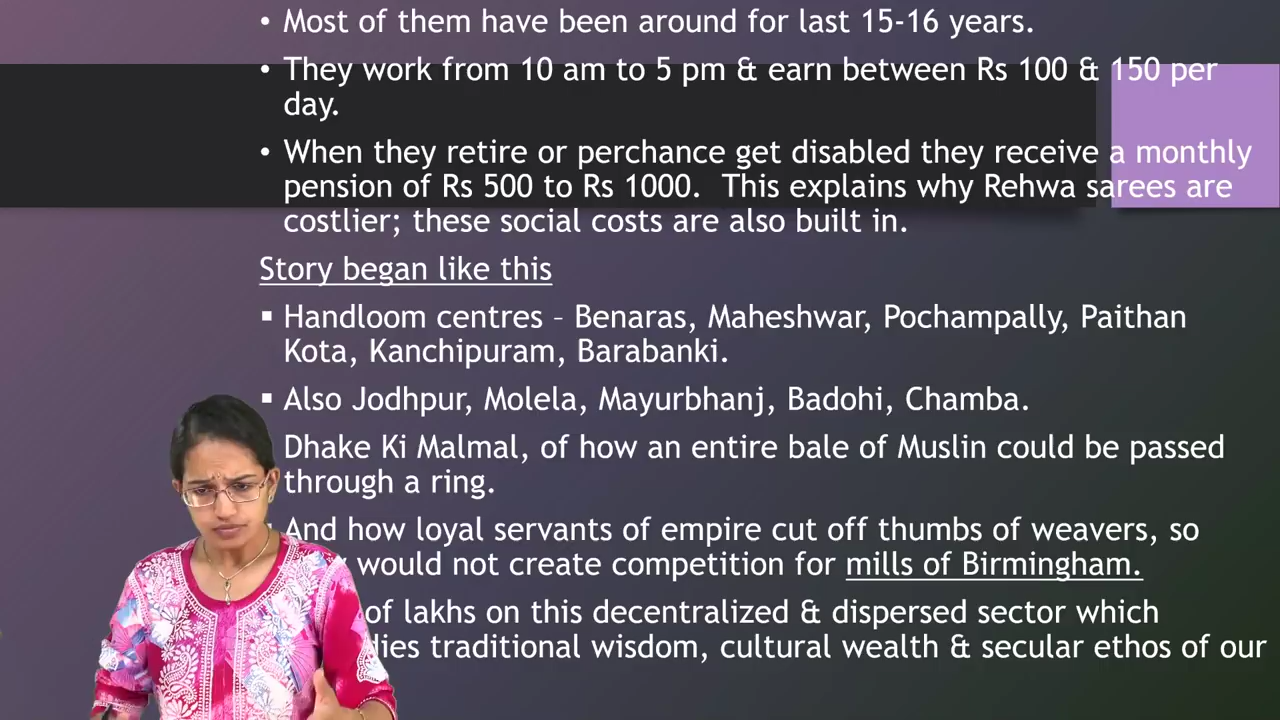 • Most of them have been around for last 15-16 years.
• They work from 10 am to 5 pm & earn between Rs 100 & 150 per
day.
• When they retire or perchance get disabled they receive a monthly
pension of Rs 500 to Rs 1000. This explains why Rehwa sarees are
costlier; these social costs are also built in.
Story began like this
▪ Handloom centres – Benaras, Maheshwar, Pochampally, Paithan
Kota, Kanchipuram, Barabanki.
▪ Also Jodhpur, Molela, Mayurbhanj, Badohi, Chamba.
Dhake Ki Malmal, of how an entire bale of Muslin could be passed
through a ring.
And how loyal servants of empire cut off thumbs of weavers, so
would not create competition for mills of Birmingham.
of lakhs on this decentralized & dispersed sector which
traditional wisdom, cultural wealth & secular ethos of our